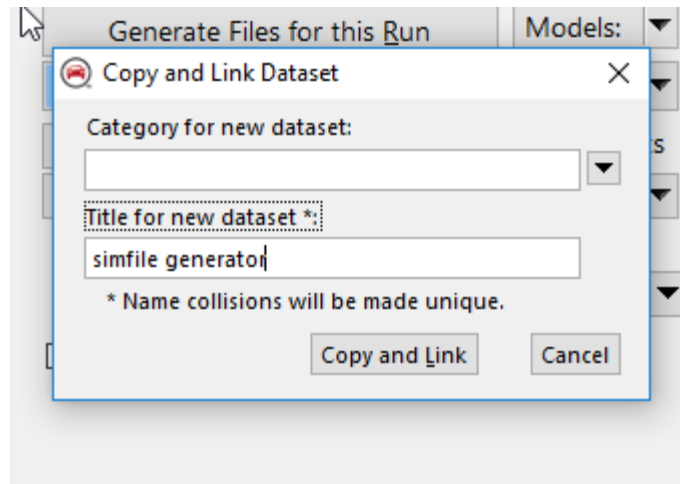 Generate Files for this Run
Models:
Copy and Link Dataset
Category for new dataset:
s
Title for new dataset *:
simfile generator
* Name collisions will be made unique.
Copy and Link
Cancel